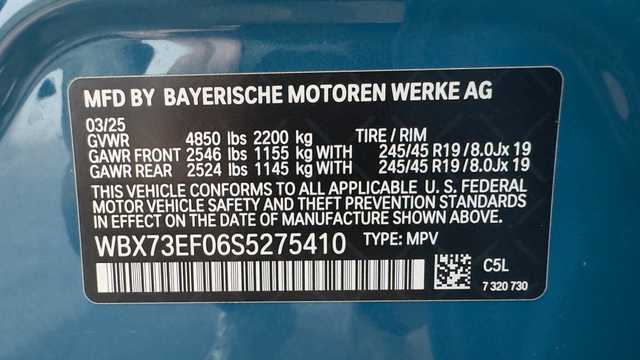 MFD BY BAYERISCHE MOTOREN WERKE AG
03/25
GVWR 4850 lbs 2200 kg TIRE / RIM
GAWR FRONT 2546 lbs 1155 kg WITH 245/45 R19 / 8.0Jx 19
GAWR REAR 2524 lbs 1145 kg WITH 245/45 R19 / 8.0Jx 19
THIS VEHICLE CONFORMS TO ALL APPLICABLE U. S. FEDERAL
MOTOR VEHICLE SAFETY AND THEFT PREVENTION STANDARDS
IN EFFECT ON THE DATE OF MANUFACTURE SHOWN ABOVE.
WBX73EF06S5275410 TYPE: MPV
C5L
7 320 730